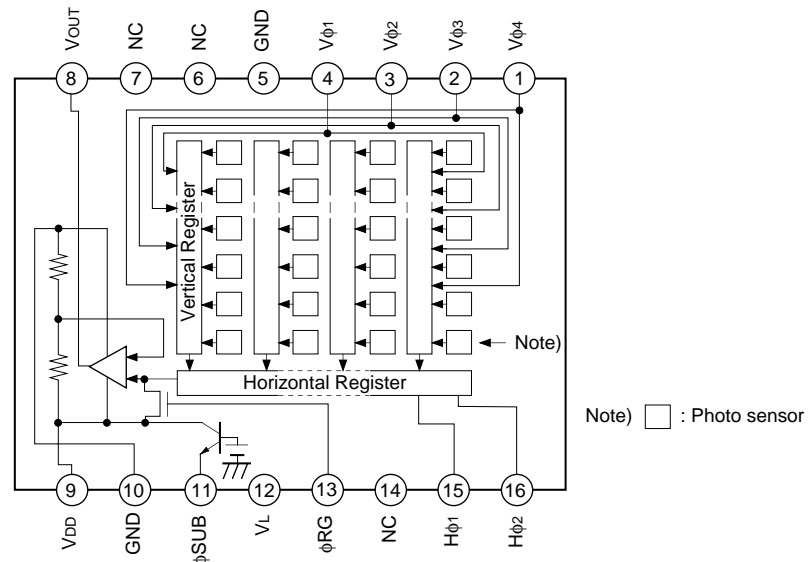 VOUT
NC
NC
GND
Vφ1
Vφ2
Vφ3
Vφ4
8
7
6
5
4
3
2
1
Vertical Register
Note)
Horizontal Register
Note) : Photo sensor
9
10
11
12
13
14
15
16
VDD
GND
φSUB
VL
φRG
NC
Hφ1
Hφ2